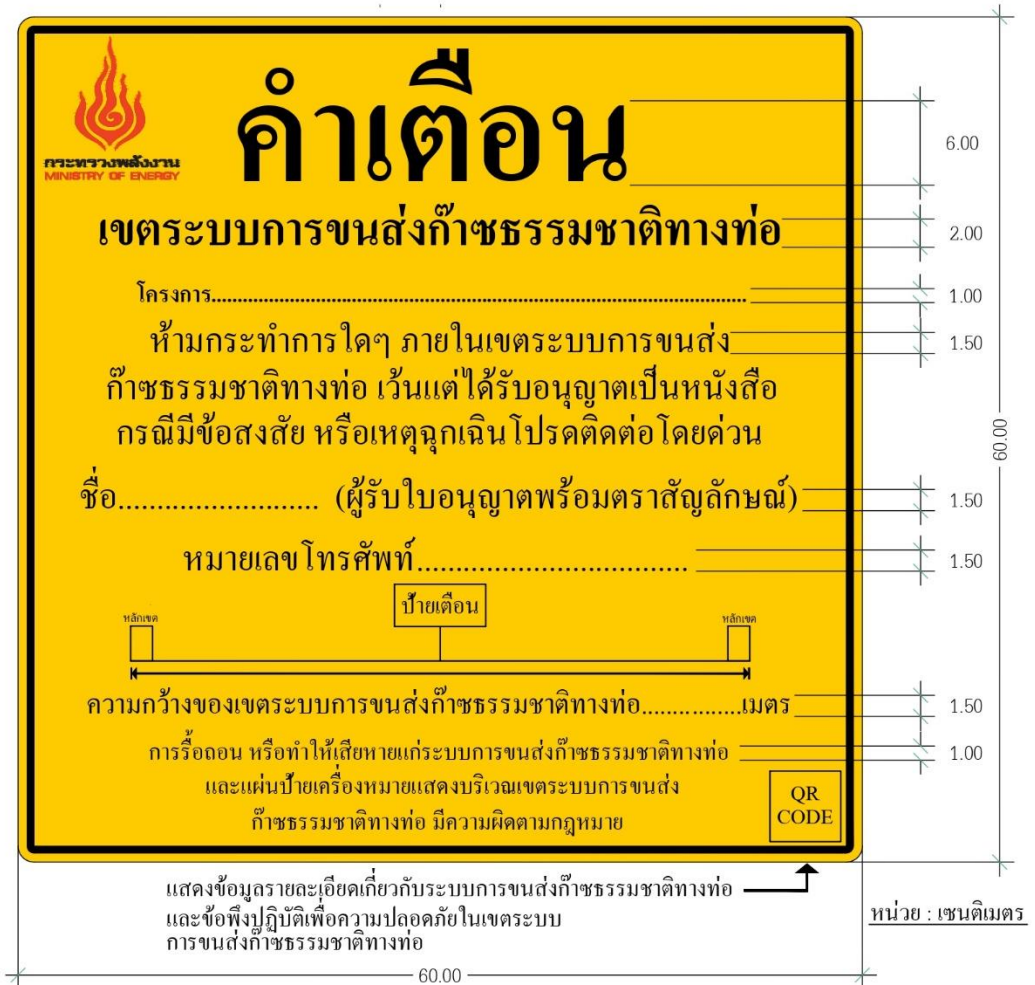 กระทรวงพลังงาน
MINISTRY OF ENERGY
คำเตือน
6.00
เขตระบบการขนส่งก๊าซธรรมชาติทางท่อ
2.00
โครงการ......................................................................................................
1.00
ห้ามกระทำการใดๆ ภายในเขตระบบการขนส่ง
1.50
ก๊าซธรรมชาติทางท่อ เว้นแต่ได้รับอนุญาตเป็นหนังสือ
กรณีมีข้อสงสัย หรือเหตุฉุกเฉินโปรดติดต่อโดยด่วน
60.00
ชื่อ.......................... (ผู้รับใบอนุญาตพร้อมตราสัญลักษณ์)
1.50
หมายเลขโทรศัพท์...................................
1.50
ป้ายเตือน
หลักเขต
หลักเขต
ความกว้างของเขตระบบการขนส่งก๊าซธรรมชาติทางท่อ................เมตร
1.50
การรื้อถอน หรือทำให้เสียหายแก่ระบบการขนส่งก๊าซธรรมชาติทางท่อ
1.00
และแผ่นป้ายเครื่องหมายแสดงบริเวณเขตระบบการขนส่ง
ก๊าซธรรมชาติทางท่อ มีความผิดตามกฎหมาย
QR
CODE
แสดงข้อมูลรายละเอียดเกี่ยวกับระบบการขนส่งก๊าซธรรมชาติทางท่อ
และข้อพึงปฏิบัติเพื่อความปลอดภัยในเขตระบบ
การขนส่งก๊าซธรรมชาติทางท่อ
หน่วย : เซนติเมตร
60.00